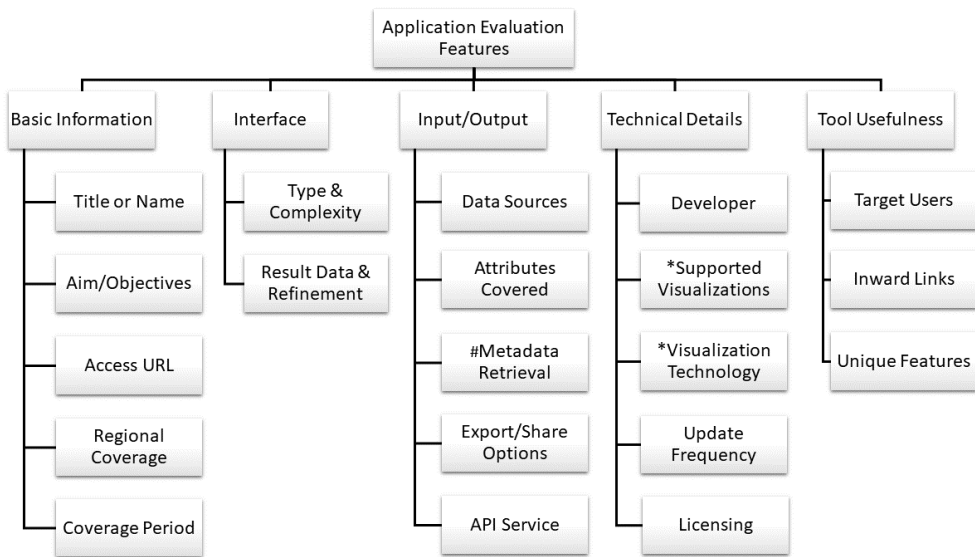 Application Evaluation
Features
Basic Information
Interface
Input/Output
Technical Details
Tool Usefulness
Title or Name
Aim/Objectives
Access URL
Regional
Coverage
Coverage Period
Type &
Complexity
Result Data &
Refinement
Data Sources
Attributes
Covered
#Metadata
Retrieval
Export/Share
Options
API Service
Developer
*Supported
Visualizations
*Visualization
Technology
Update
Frequency
Licensing
Target Users
Inward Links
Unique Features